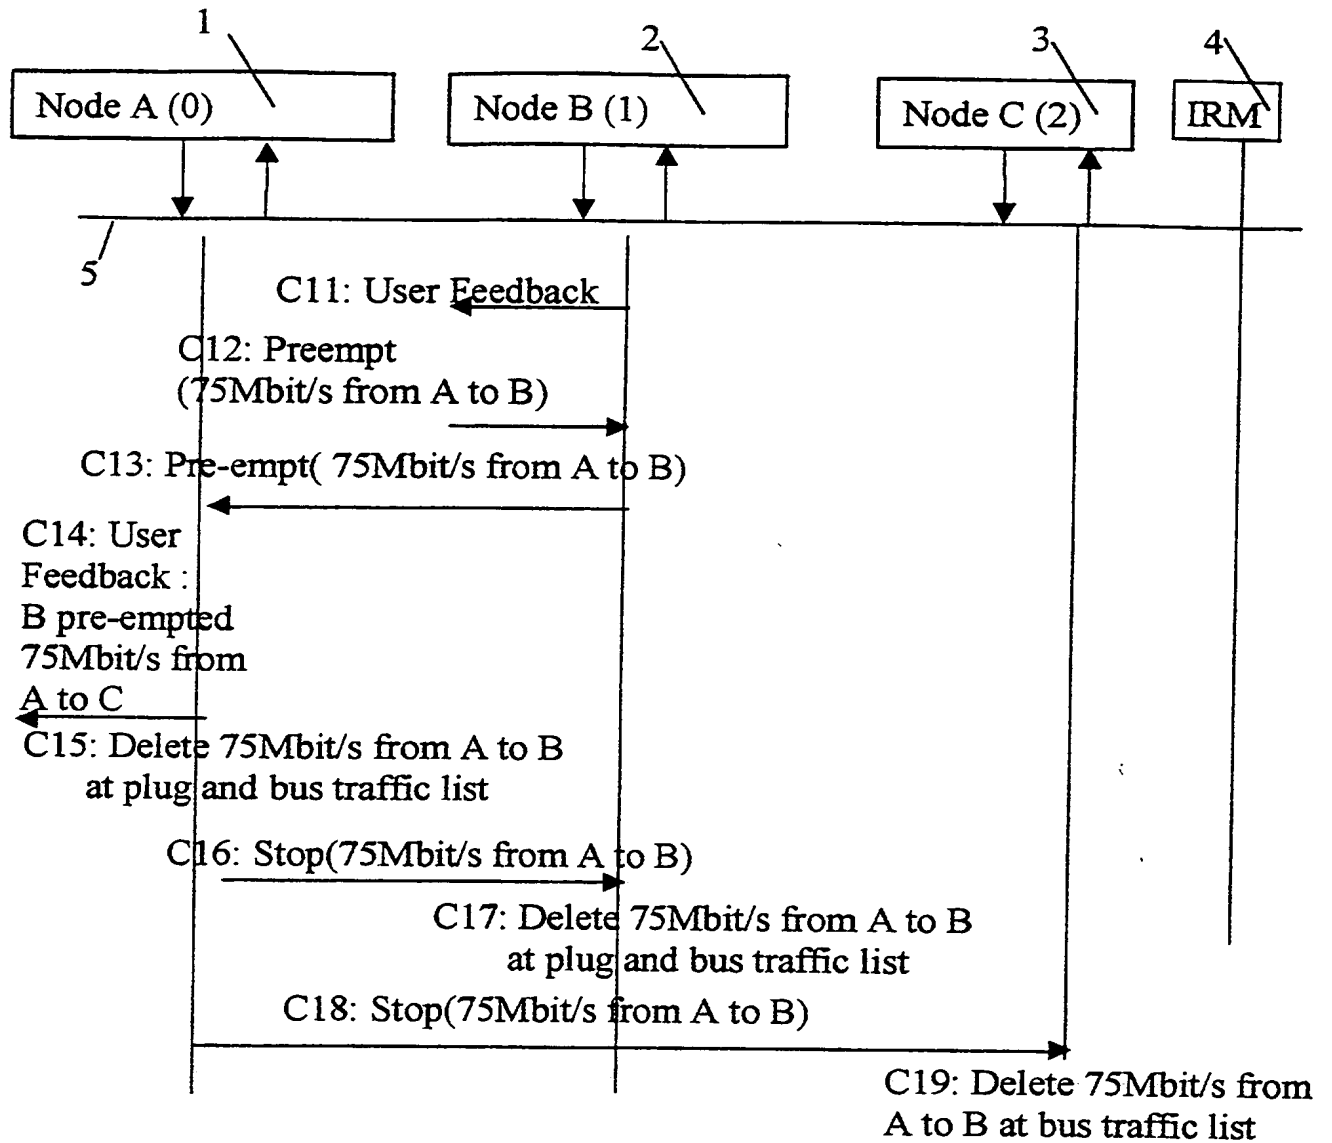 1
2
3
4
Node A (0)
Node B (1)
Node C (2)
IRM
5
C11: User Feedback
C12: Preempt
(75Mbit/s from A to B)
C13: Pre-empt( 75Mbit/s from A to B)
C14: User
Feedback :
B pre-empted
75Mbit/s from
A to C
C15: Delete 75Mbit/s from A to B
at plug and bus traffic list
C16: Stop(75Mbit/s from A to B)
C17: Delete 75Mbit/s from A to B
at plug and bus traffic list
C18: Stop(75Mbit/s from A to B)
C19: Delete 75Mbit/s from
A to B at bus traffic list